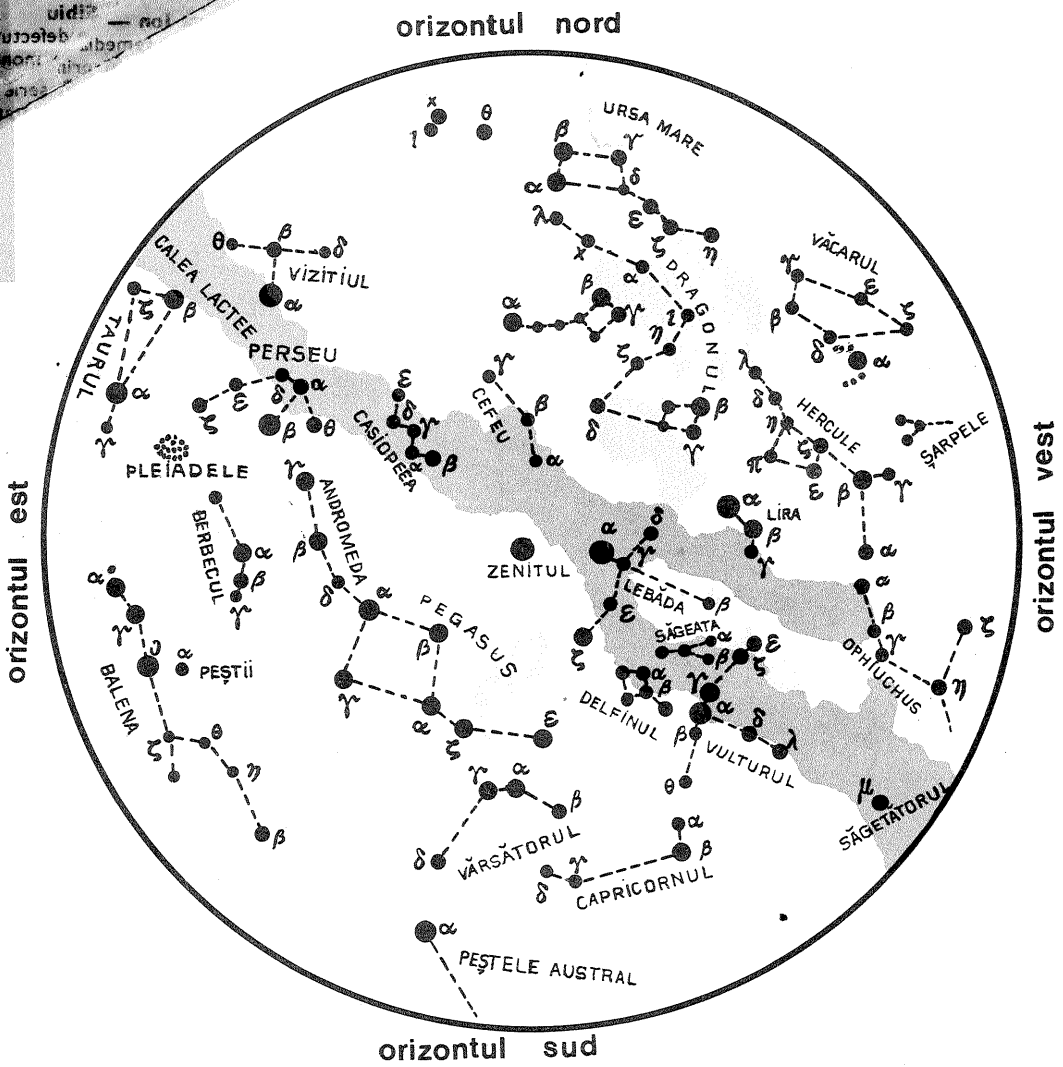 orizontul nord
URSA MARE
x
l
θ
β
γ
α
δ
ε
ζ
η
λ
x
α
DRAGONUL
VĂCARUL
γ
ε
ζ
β
δ
α
θ
β
δ
VIZITIUL
α
CALEA LACTEE
TAURUL
ζ
β
α
γ
PERSEU
α
δ
ε
ζ
β
θ
α
β
γ
l
η
ζ
δ
β
γ
CEFEU
γ
β
α
ε
δ
γ
α
β
CASIOPEEA
HERCULE
λ
δ
η
ζ
π
ε
β
γ
α
ŞARPELE
PLEIADELE
ANDROMEDA
γ
β
δ
α
BERBECUL
α
β
γ
orizontul est
orizontul vest
ZENITUL
α
LIRA
β
γ
α
δ
γ
LEBĂDA
β
ε
ζ
SĂGEATA
α
β
α
β
γ
OPHIUCHUS
ζ
η
PEGASUS
β
γ
α
ζ
ε
α
γ
BALENA
ζ
θ
η
β
α
PEŞTII
DELFINUL
α
β
ε
ζ
γ
α
β
δ
λ
θ
VULTURUL
μ
SĂGETĂTORUL
γ
α
β
δ
VĂRSĂTORUL
α
β
γ
δ
CAPRICORNUL
α
PEŞTELE AUSTRAL
orizontul sud